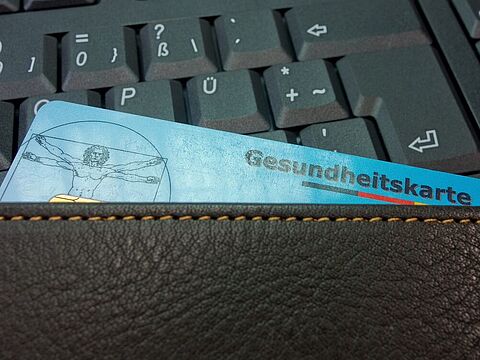 ) ]
= 0 }
? ß \
←
P
Ü
* + ~
'
↵
Gesundheitskarte